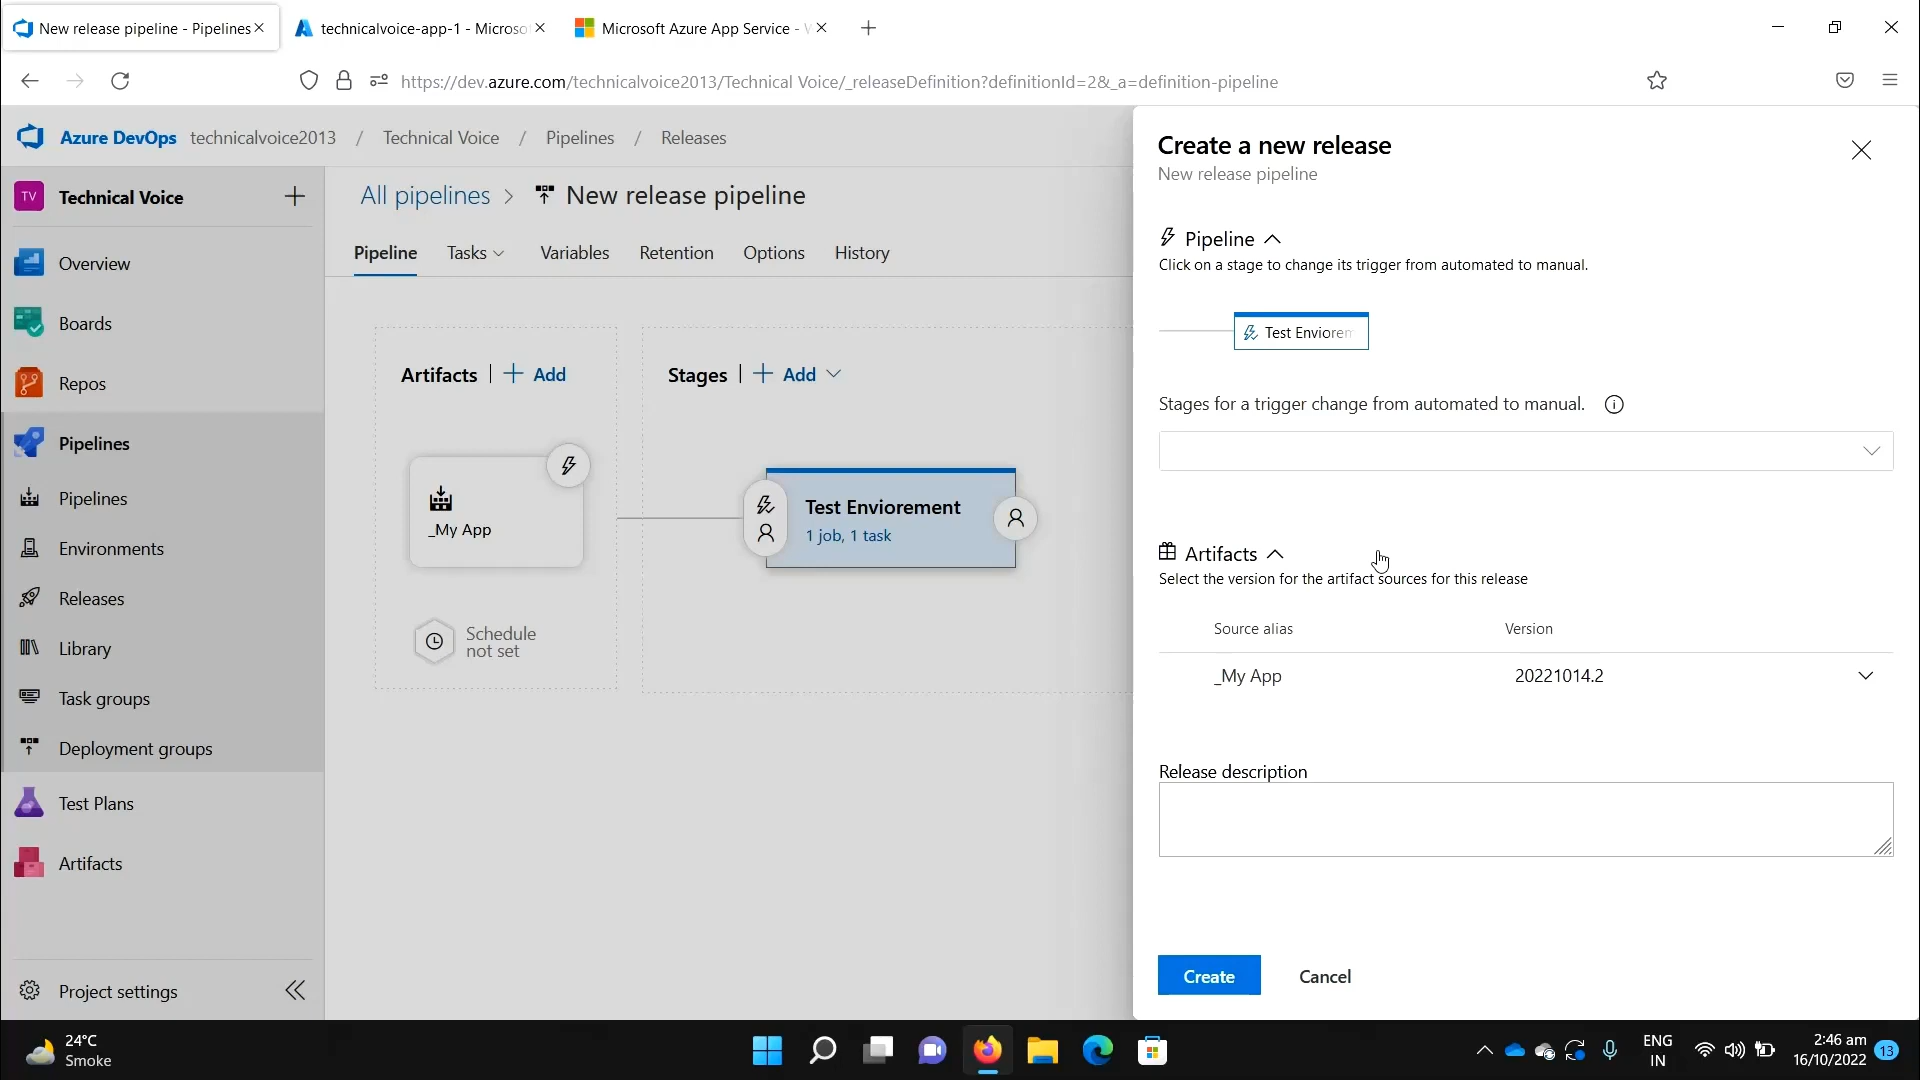 New release pipeline - Pipelines
technicalvoice-app-1 - Microso
Microsoft Azure App Service - W
https://dev.azure.com/technicalvoice2013/Technical Voice/_releaseDefinition?definitionId=2&_a=definition-pipeline
Azure DevOps technicalvoice2013 / Technical Voice / Pipelines / Releases
TV Technical Voice
Overview
Boards
Repos
Pipelines
Pipelines
Environments
Releases
Library
Task groups
Deployment groups
Test Plans
Artifacts
Project settings
All pipelines > New release pipeline
Pipeline Tasks Variables Retention Options History
Artifacts | Add
Stages | Add
_My App
Schedule
not set
Test Enviorement
1 job, 1 task
Create a new release
New release pipeline
Pipeline
Click on a stage to change its trigger from automated to manual.
Test Enviorem
Stages for a trigger change from automated to manual.
Artifacts
Select the version for the artifact sources for this release
Source alias Version
_My App 20221014.2
Release description
Create Cancel
24°C
Smoke
ENG
IN
2:46 am
16/10/2022
13